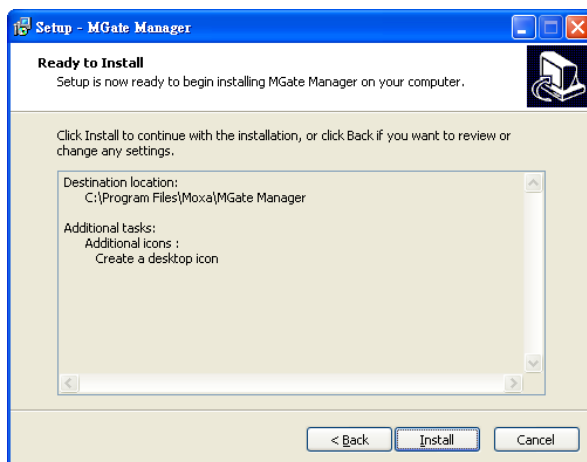 Setup - MGate Manager
Ready to Install
Setup is now ready to begin installing MGate Manager on your computer.
Click Install to continue with the installation, or click Back if you want to review or
change any settings.
Destination location:
C:\Program Files\Moxa\MGate Manager
Additional tasks:
Additional icons :
Create a desktop icon
< Back
Install
Cancel